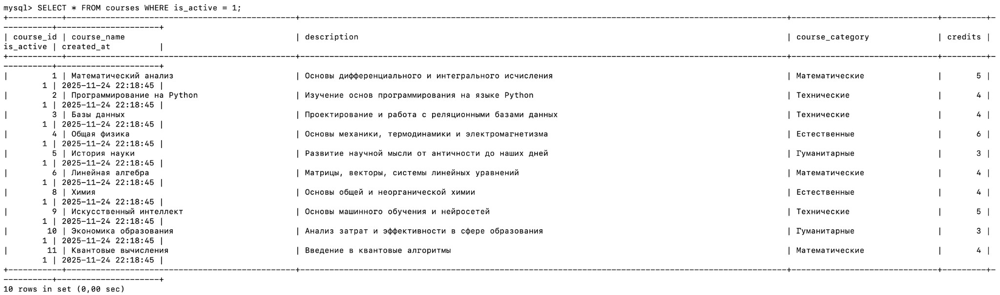 mysql> SELECT * FROM courses WHERE is_active = 1;
+-----------+-----------------------------------------------+----------------------------------------------------------------------------------------------------+------------------------------+---------+-
----------+---------------------+
| course_id | course_name                                   | description                                                                                        | course_category              | credits |
is_active | created_at          |
+-----------+-----------------------------------------------+----------------------------------------------------------------------------------------------------+------------------------------+---------+-
----------+---------------------+
|         1 | Математический анализ                         | Основы дифференциального и интегрального исчисления                                                | Математические               |       5 |
        1 | 2025-11-24 22:18:45 |
|         2 | Программирование на Python                    | Изучение основ программирования на языке Python                                                    | Технические                  |       4 |
        1 | 2025-11-24 22:18:45 |
|         3 | Базы данных                                   | Проектирование и работа с реляционными базами данных                                               | Технические                  |       4 |
        1 | 2025-11-24 22:18:45 |
|         4 | Общая физика                                  | Основы механики, термодинамики и электромагнетизма                                                 | Естественные                 |       6 |
        1 | 2025-11-24 22:18:45 |
|         5 | История науки                                 | Развитие научной мысли от античности до наших дней                                                 | Гуманитарные                 |       3 |
        1 | 2025-11-24 22:18:45 |
|         6 | Линейная алгебра                              | Матрицы, векторы, системы линейных уравнений                                                       | Математические               |       4 |
        1 | 2025-11-24 22:18:45 |
|         8 | Химия                                         | Основы общей и неорганической химии                                                                | Естественные                 |       4 |
        1 | 2025-11-24 22:18:45 |
|         9 | Искусственный интеллект                       | Основы машинного обучения и нейросетей                                                             | Технические                  |       5 |
        1 | 2025-11-24 22:18:45 |
|        10 | Экономика образования                         | Анализ затрат и эффективности в сфере образования                                                  | Гуманитарные                 |       3 |
        1 | 2025-11-24 22:18:45 |
|        11 | Квантовые вычисления                          | Введение в квантовые алгоритмы                                                                     | Математические               |       4 |
        1 | 2025-11-24 22:18:45 |
+-----------+-----------------------------------------------+----------------------------------------------------------------------------------------------------+------------------------------+---------+-
----------+---------------------+
10 rows in set (0,00 sec)